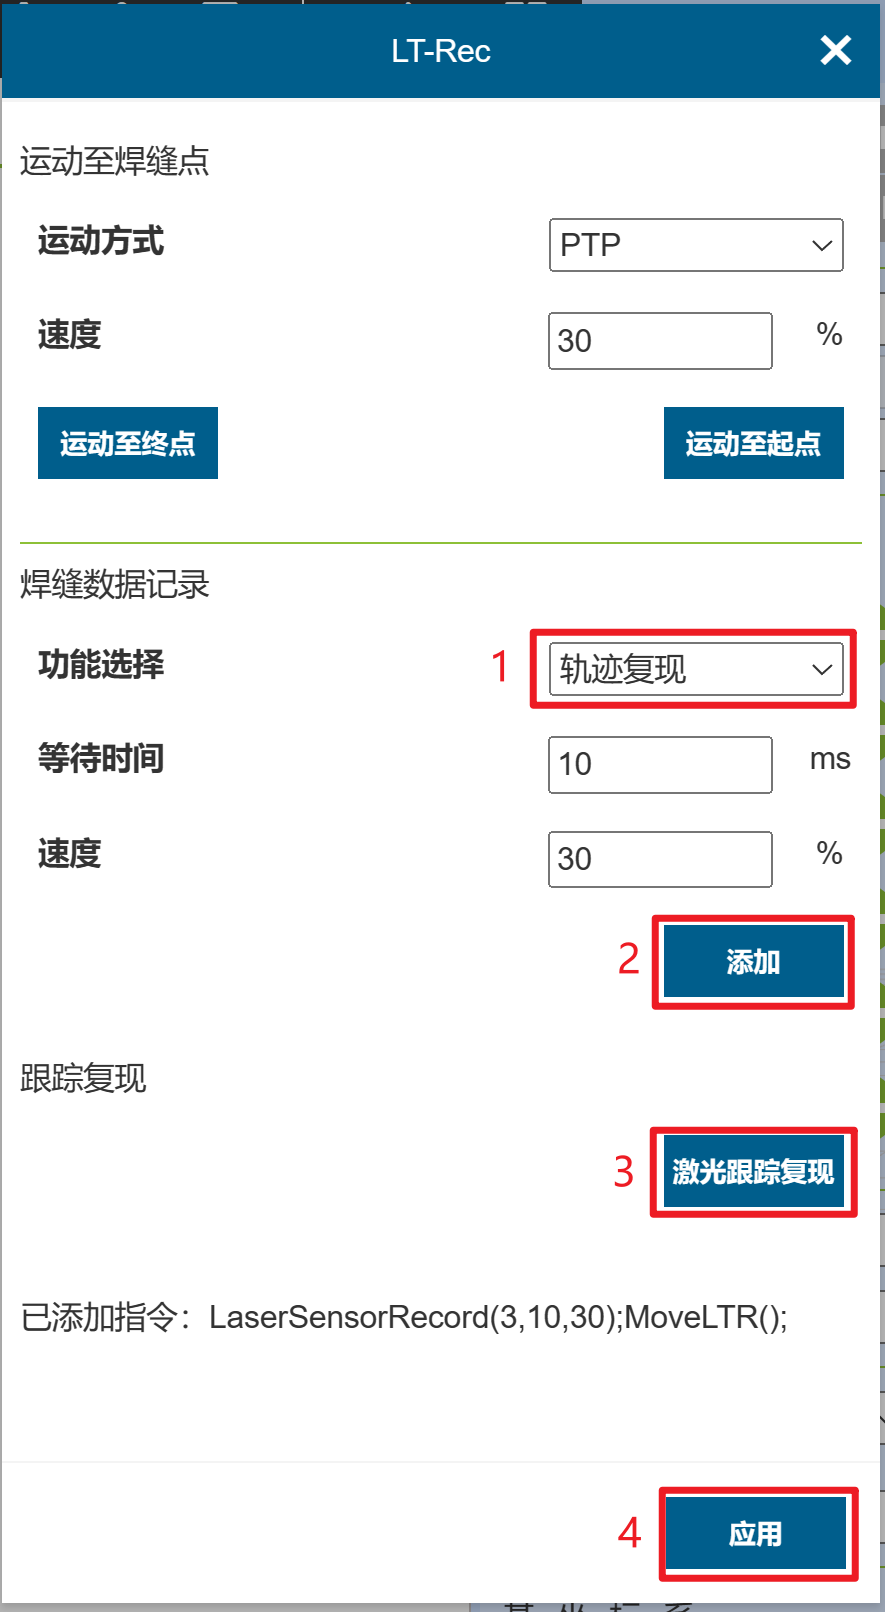 LT-Rec
运动至焊缝点
运动方式 PTP
速度 30 %
运动至终点 运动至起点
焊缝数据记录
功能选择 1 轨迹复现
等待时间 10 ms
速度 30 %
2 添加
跟踪复现
3 激光跟踪复现
已添加指令：LaserSensorRecord(3,10,30);MoveLTR();
4 应用